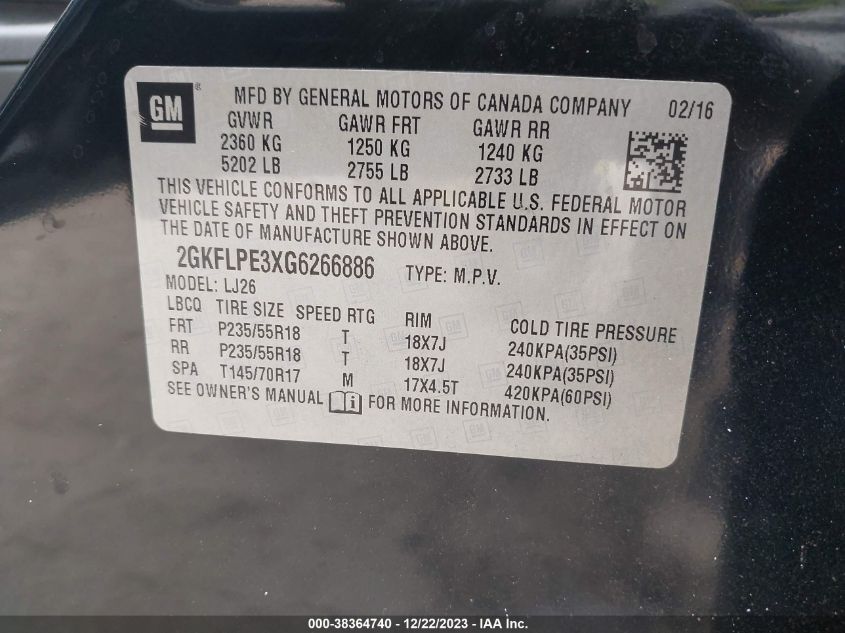 GM ® MFD BY GENERAL MOTORS OF CANADA COMPANY 02/16
GVWR GAWR FRT GAWR RR
2360 KG 1250 KG 1240 KG
5202 LB 2755 LB 2733 LB
THIS VEHICLE CONFORMS TO ALL APPLICABLE U.S. FEDERAL MOTOR
VEHICLE SAFETY AND THEFT PREVENTION STANDARDS IN EFFECT ON
THE DATE OF MANUFACTURE SHOWN ABOVE.
2GKFLPE3XG6266886 TYPE: M.P.V.
MODEL: LJ26
LBCQ TIRE SIZE SPEED RTG RIM COLD TIRE PRESSURE
FRT P235/55R18 T 18X7J 240KPA(35PSI)
RR P235/55R18 T 18X7J 240KPA(35PSI)
SPA T145/70R17 M 17X4.5T 420KPA(60PSI)
SEE OWNER'S MANUAL FOR MORE INFORMATION.
000-38364740 - 12/22/2023 - IAA Inc.